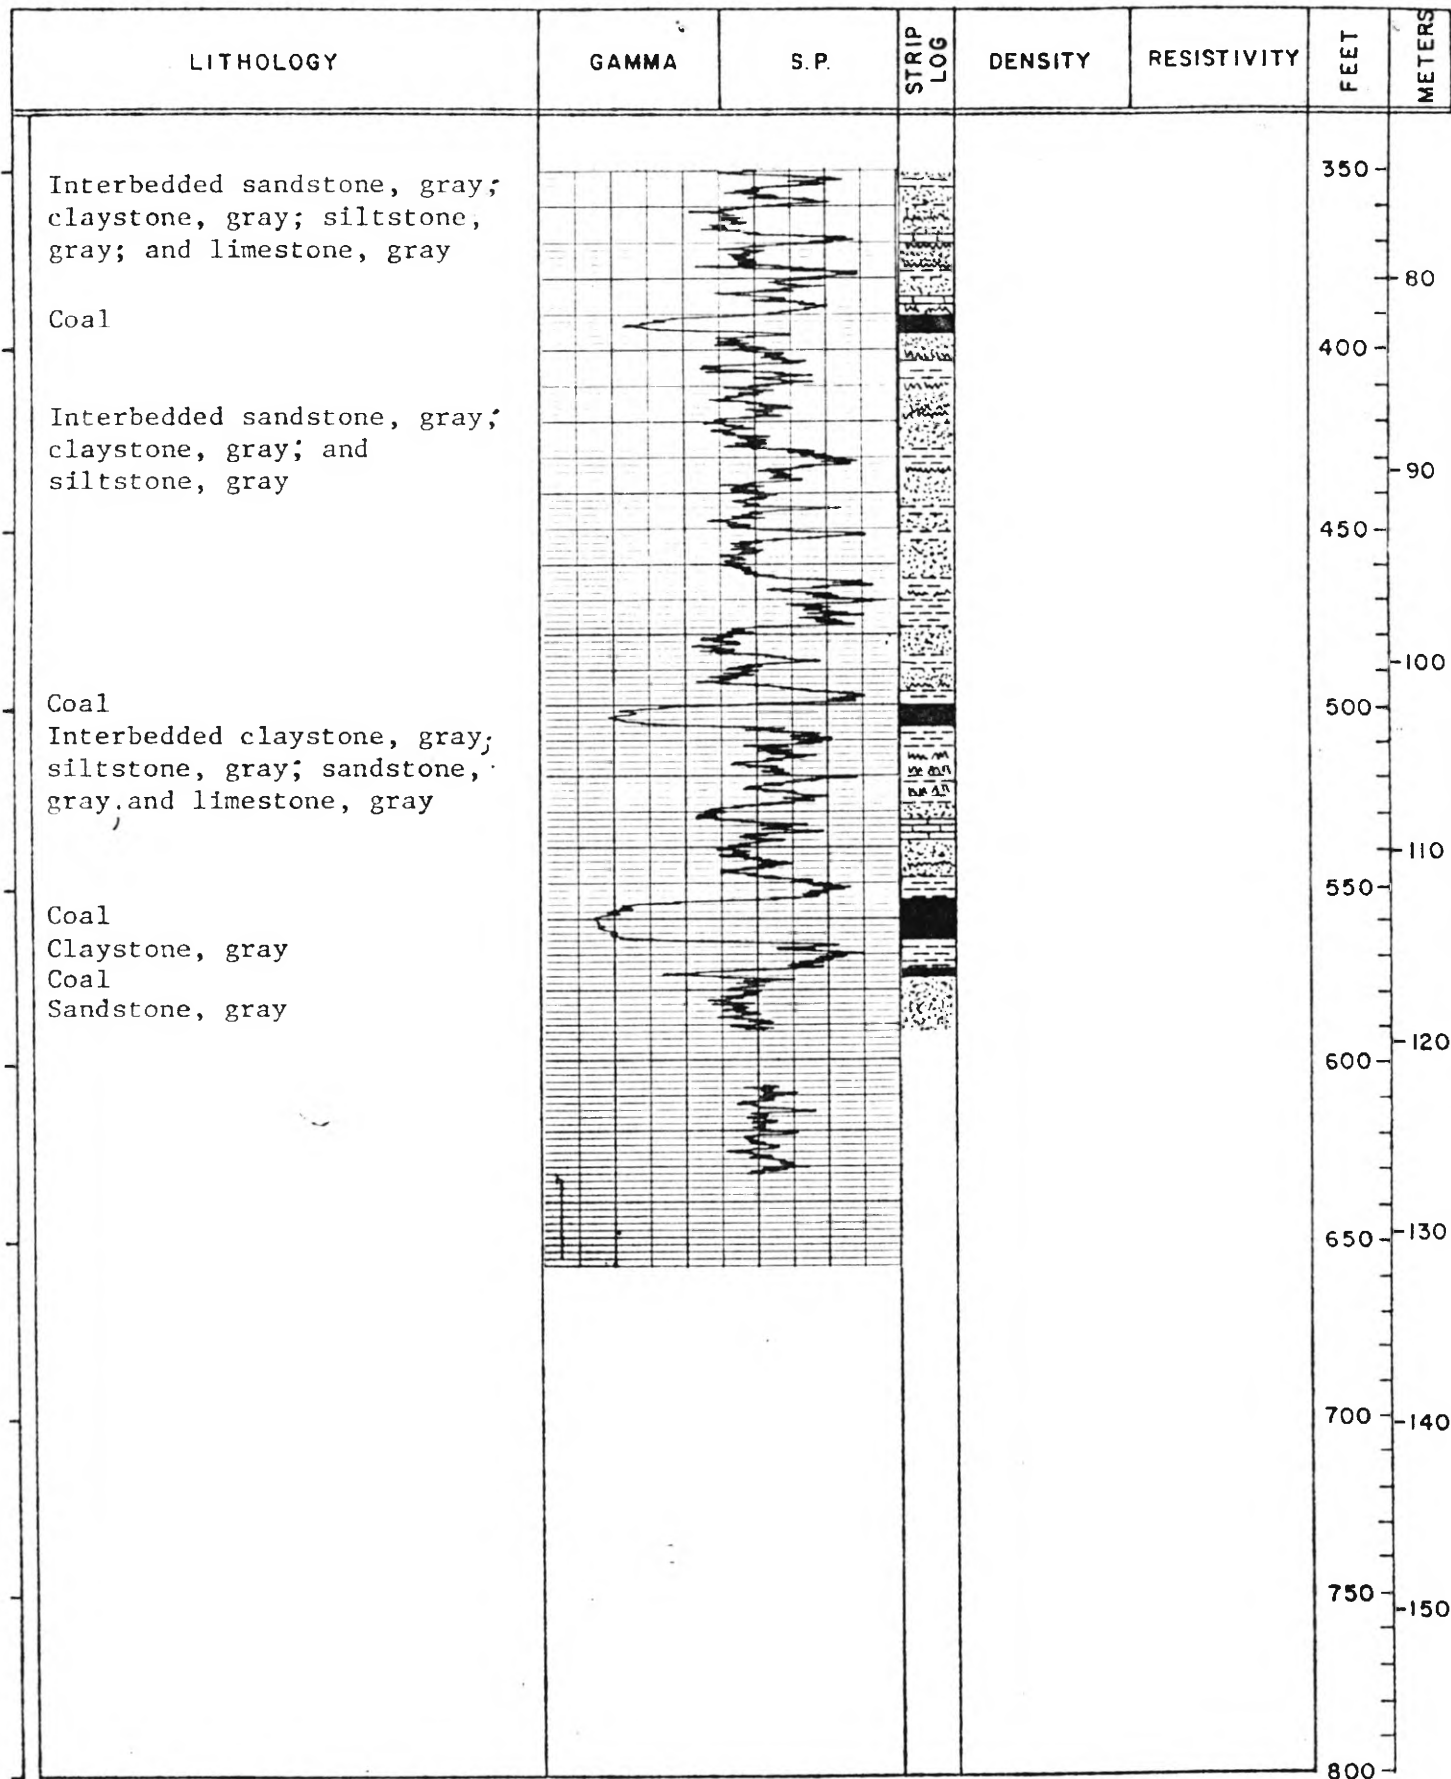 LITHOLOGY GAMMA S.P. STRIP LOG DENSITY RESISTIVITY FEET METERS
Interbedded sandstone, gray;
claystone, gray; siltstone,
gray; and limestone, gray
Coal
Interbedded sandstone, gray;
claystone, gray; and
siltstone, gray
Coal
Interbedded claystone, gray;
siltstone, gray; sandstone,
gray, and limestone, gray
Coal
Claystone, gray
Coal
Sandstone, gray
350
400
450
500
550
600
650
700
750
800
80
90
100
110
120
130
140
150